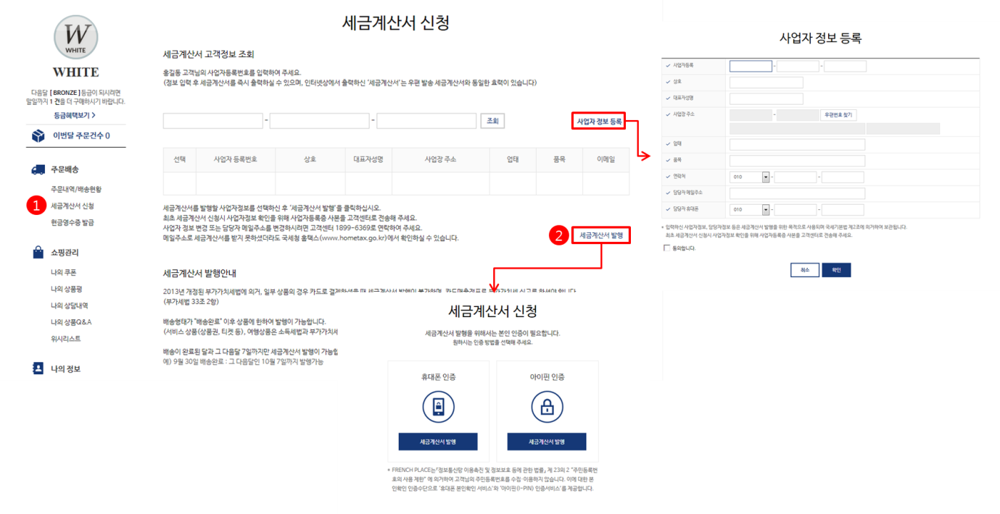 W
WHITE
WHITE
다음달 [ BRONZE ]등급이 되시려면
말일까지 1 건을 더 구매하시기 바랍니다.
등급혜택보기 >
이번달 주문건수 0
주문배송
주문내역/배송현황
1
세금계산서 신청
현금영수증 발급
쇼핑관리
나의 쿠폰
나의 상품평
나의 상담내역
나의 상품Q&A
위시리스트
나의 정보
세금계산서 신청
세금계산서 고객정보 조회
홍길동 고객님의 사업자등록번호를 입력하여 주세요.
(정보 입력 후 세금계산서를 즉시 출력하실 수 있으며, 인터넷상에서 출력하신 '세금계산서'는 우편 발송 세금계산서와 동일한 효력이 있습니다)
- - 조회
사업자 정보 등록
선택 사업자 등록번호 상호 대표자성명 사업장 주소 업태 품목 이메일
세금계산서를 발행할 사업자정보를 선택하신 후 '세금계산서 발행'을 클릭하십시오.
최초 세금계산서 신청시 사업자정보 확인을 위해 사업자등록증 사본을 고객센터로 전송해 주세요.
사업자 정보 변경 또는 담당자 메일주소를 변경하시려면 고객센터 1899-6369로 연락하여 주세요.
메일주소로 세금계산서를 받지 못하셨더라도 국세청 홈택스(www.hometax.go.kr)에서 확인하실 수 있습니다.
2
세금계산서 발행
세금계산서 발행안내
2013년 개정된 부가가치세법에 의거, 일부 상품의 경우 카드로 결제하셨을 때 세금계산서 발행이 불가하며, 카드매출전표로 부가가치세 신고를 하셔야 합니다.
(부가세법 33조 2항)
배송형태가 "배송완료" 이후 상품에 한하여 발행이 가능합니다.
(서비스 상품(상품권, 티켓 등), 여행상품은 소득세법과 부가가치세
배송이 완료된 달과 그 다음달 7일까지만 세금계산서 발행이 가능합
예) 9월 30일 배송완료 : 그 다음달인 10월 7일까지 발행가능
세금계산서 신청
세금계산서 발행을 위해서는 본인 인증이 필요합니다.
원하시는 인증 방법을 선택해 주세요.
휴대폰 인증 아이핀 인증
세금계산서 발행 세금계산서 발행
* FRENCH PLACE는「정보통신망 이용촉진 및 정보보호 등에 관한 법률」 제 23의 2 "주민등록번
호의 사용 제한" 에 의거하여 고객님의 주민등록번호를 수집·이용하지 않습니다. 이에 대한 본
인확인 인증수단으로 '휴대폰 본인확인 서비스'와 '아이핀(I-PIN) 인증서비스'를 제공합니다.
사업자 정보 등록
사업자등록 - -
상호
대표자성명
사업장 주소 - 우편번호 찾기
업태
품목
연락처 010 - -
담당자 메일주소
담당자 휴대폰 010 - -
* 입력하신 사업자정보, 담당자정보 등은 세금계산서 발행을 위한 목적으로 사용되며 국세기본법 제2조에 의거하여 보관됩니다.
최초 세금계산서 신청시 사업자정보 확인을 위해 사업자등록증 사본을 고객센터로 전송해 주세요.
동의합니다.
취소 확인